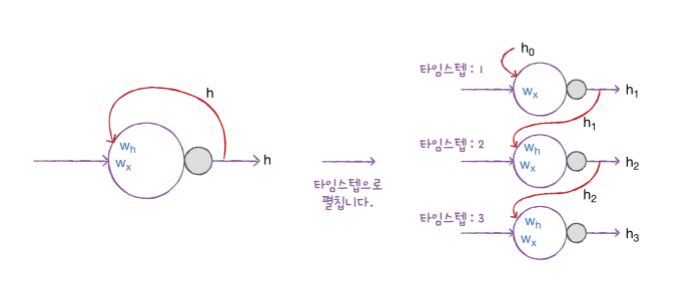 h
w_h
w_x
h
타임스텝으로
펼칩니다.
h_0
타임스텝 : 1
w_x
h_1
h_1
타임스텝 : 2
w_h
w_x
h_2
h_2
타임스텝 : 3
w_h
w_x
h_3